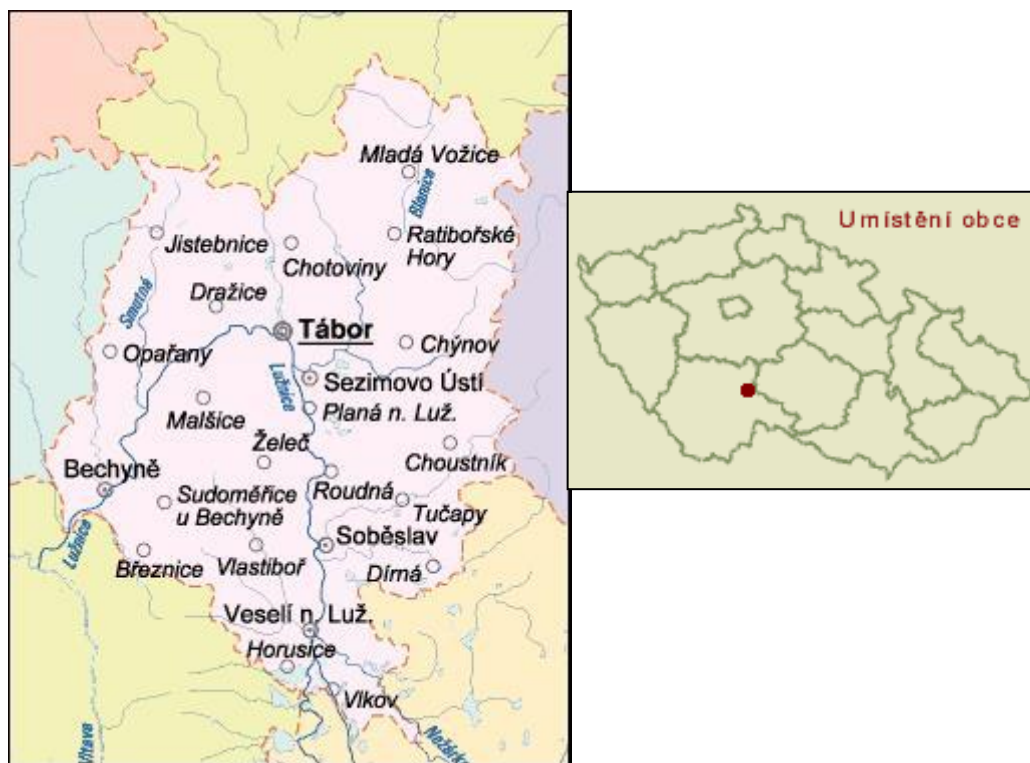 Mladá Vožice
Blanice
Jistebnice
Ratibořské
Hory
Chotoviny
Smutná
Dražice
Tábor
Opařany
Chýnov
Lužnice
Sezimovo Ústí
Malšice
Planá n. Luž.
Želeč
Choustník
Bechyně
Roudná
Sudoměřice
u Bechyně
Tučapy
Soběslav
Lužnice
Březnice
Vlastiboř
Dírná
Veselí n. Luž.
Horusice
Vlkov
Vltava
Nežárka
Umístění obce